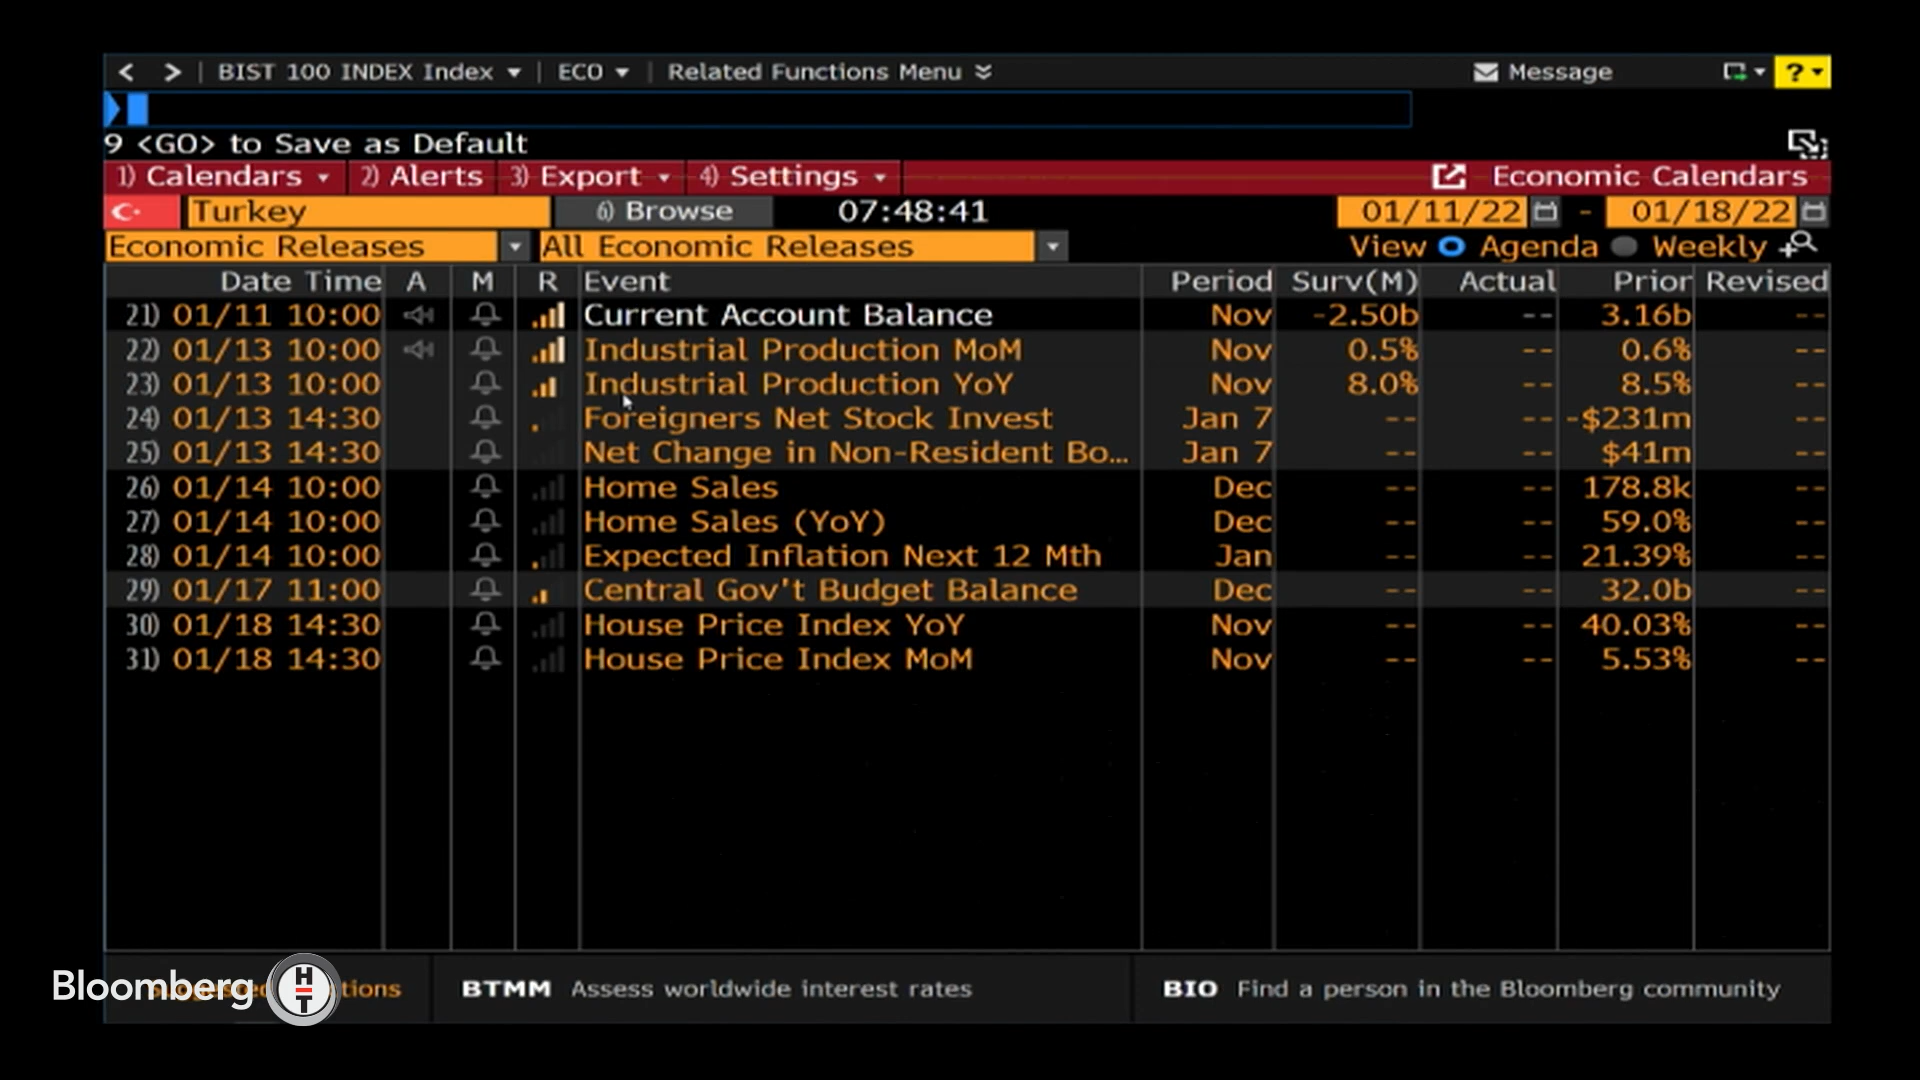 < > BIST 100 INDEX Index ECO Related Functions Menu Message ?
9 <GO> to Save as Default
1) Calendars 2) Alerts 3) Export 4) Settings Economic Calendars
Turkey 6) Browse 07:48:41 01/11/22 - 01/18/22
Economic Releases All Economic Releases View Agenda Weekly
Date Time A M R Event Period Surv(M) Actual Prior Revised
21) 01/11 10:00 Current Account Balance Nov -2.50b -- 3.16b --
22) 01/13 10:00 Industrial Production MoM Nov 0.5% -- 0.6% --
23) 01/13 10:00 Industrial Production YoY Nov 8.0% -- 8.5% --
24) 01/13 14:30 Foreigners Net Stock Invest Jan 7 -- -- -$231m --
25) 01/13 14:30 Net Change in Non-Resident Bo... Jan 7 -- -- $41m --
26) 01/14 10:00 Home Sales Dec -- -- 178.8k --
27) 01/14 10:00 Home Sales (YoY) Dec -- -- 59.0% --
28) 01/14 10:00 Expected Inflation Next 12 Mth Jan -- -- 21.39% --
29) 01/17 11:00 Central Gov't Budget Balance Dec -- -- 32.0b --
30) 01/18 14:30 House Price Index YoY Nov -- -- 40.03% --
31) 01/18 14:30 House Price Index MoM Nov -- -- 5.53% --
Bloomberg HT BTMM Assess worldwide interest rates BIO Find a person in the Bloomberg community